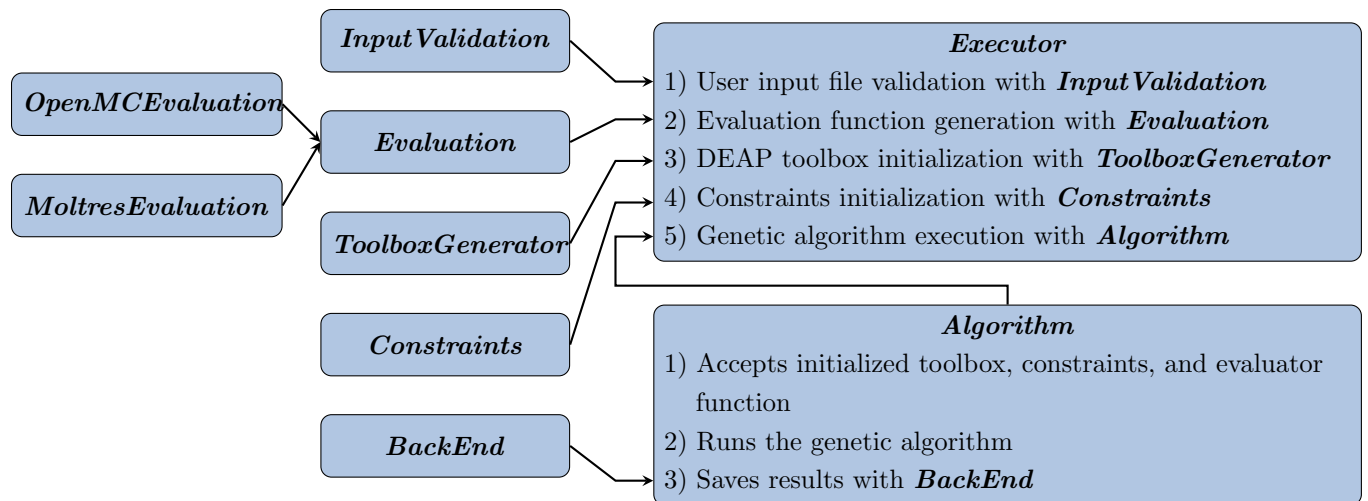 OpenMCEvaluation
MoltresEvaluation
InputValidation
Evaluation
ToolboxGenerator
Constraints
BackEnd
Executor
1) User input file validation with InputValidation
2) Evaluation function generation with Evaluation
3) DEAP toolbox initialization with ToolboxGenerator
4) Constraints initialization with Constraints
5) Genetic algorithm execution with Algorithm
Algorithm
1) Accepts initialized toolbox, constraints, and evaluator
function
2) Runs the genetic algorithm
3) Saves results with BackEnd